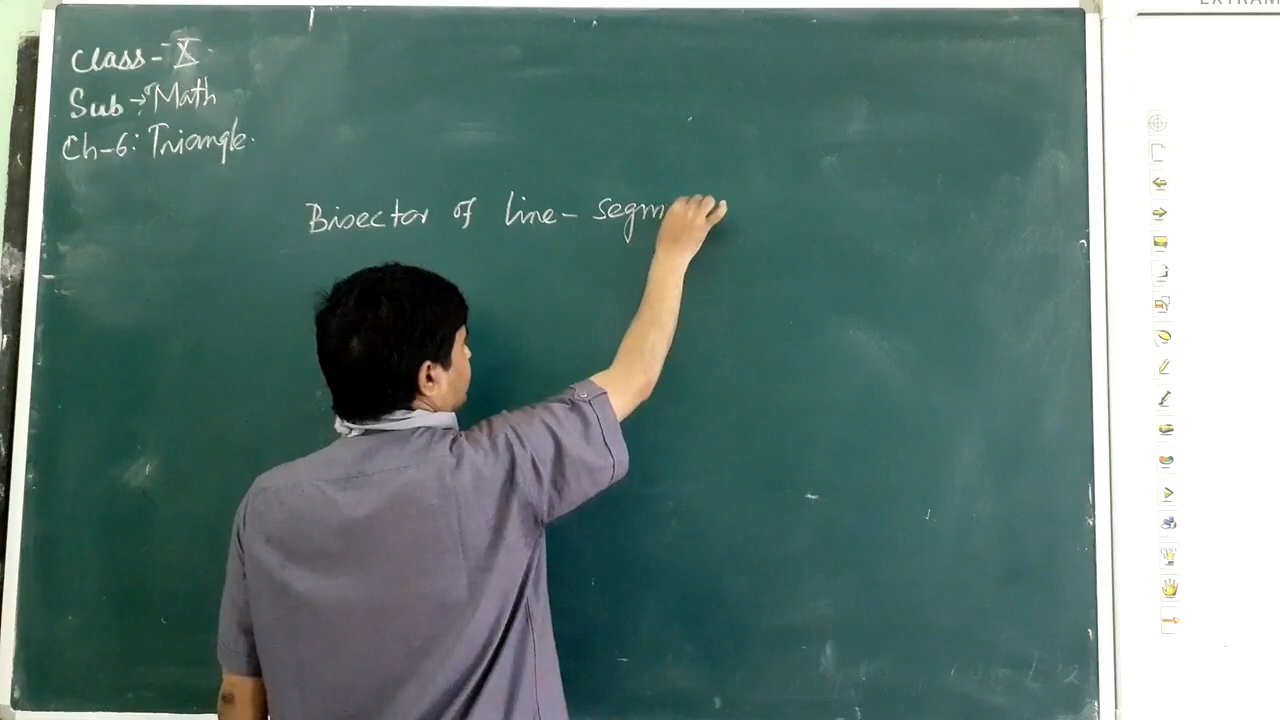 Class - X
Sub → Math
Ch-6: Triangle.
Bisector of line - segm